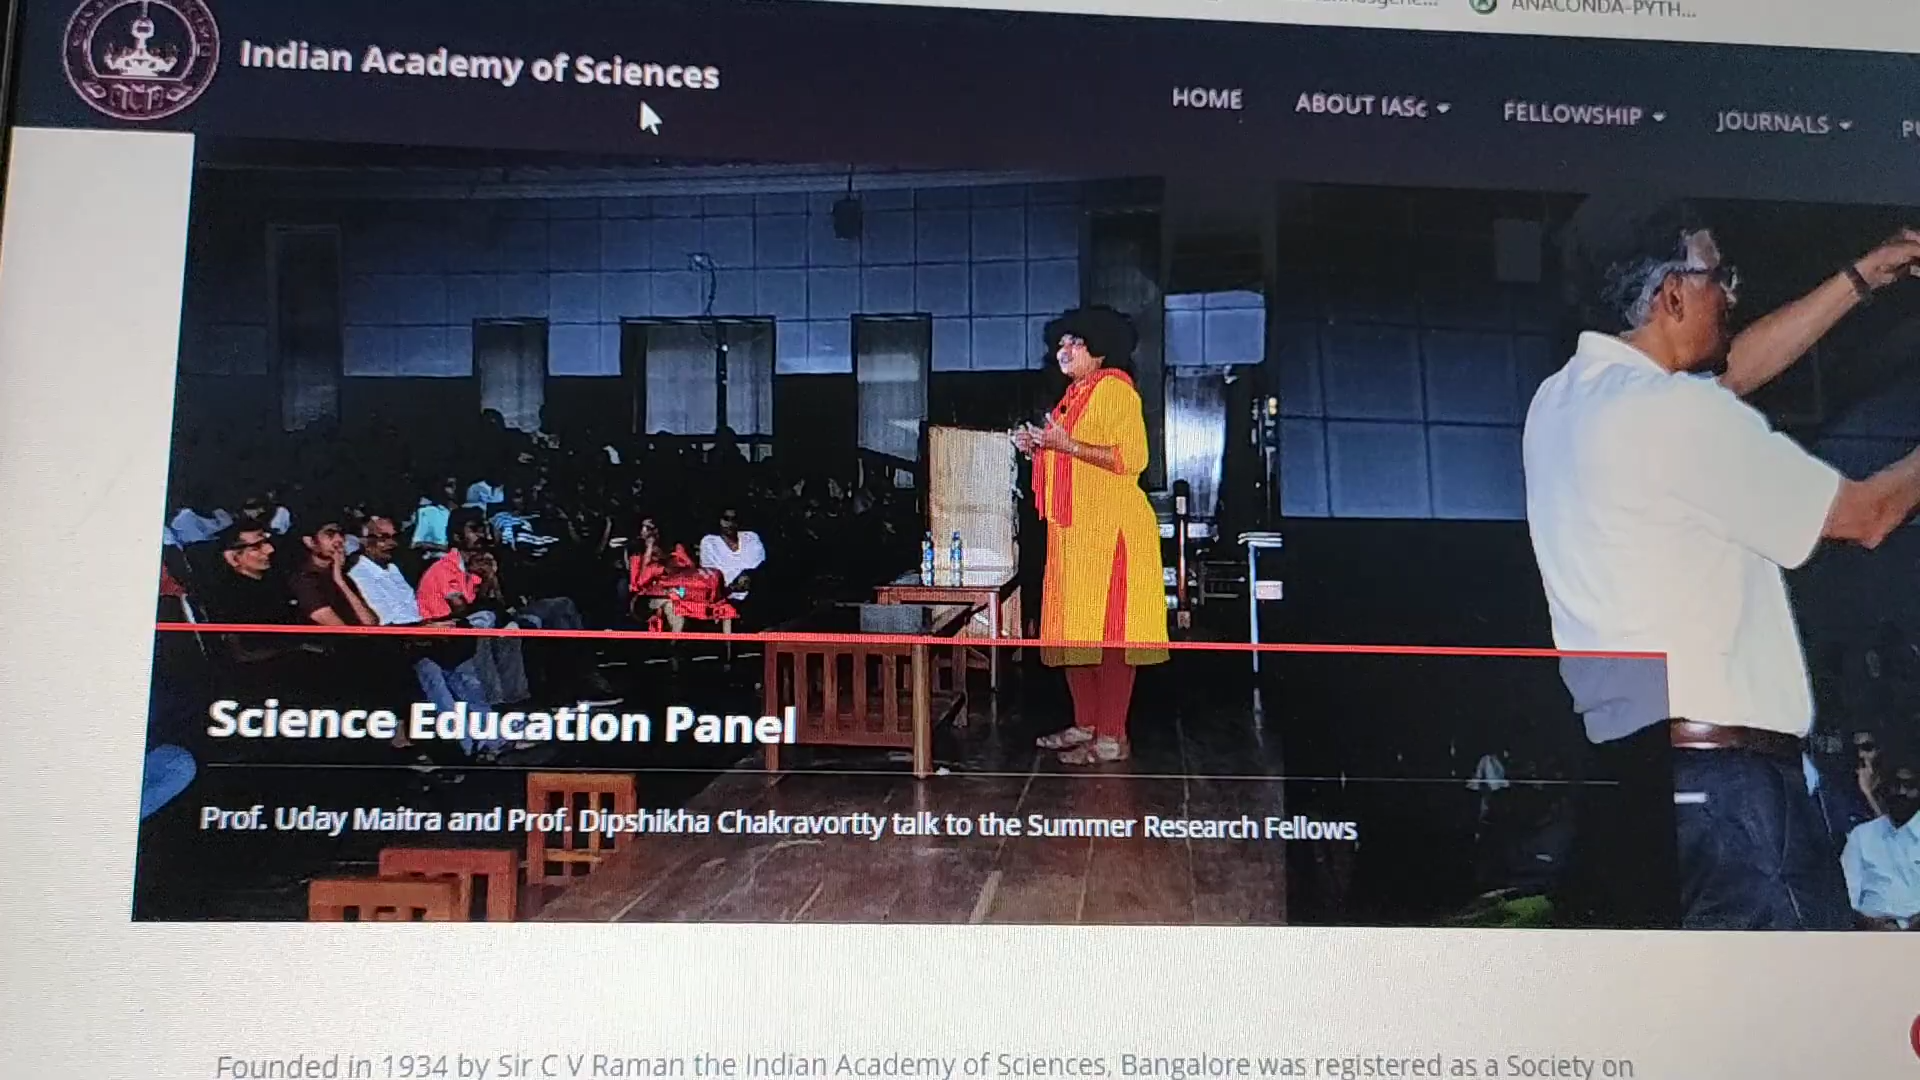 ANACONDA-PYTH...
Indian Academy of Sciences
HOME
ABOUT IASc
FELLOWSHIP
JOURNALS
Science Education Panel
Prof. Uday Maitra and Prof. Dipshikha Chakravortty talk to the Summer Research Fellows
Founded in 1934 by Sir C V Raman the Indian Academy of Sciences, Bangalore was registered as a Society on